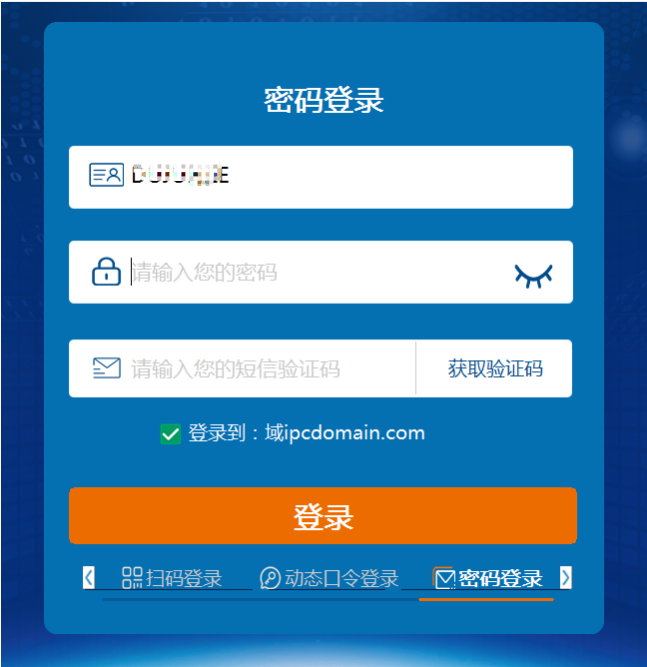 密码登录
请输入您的密码
请输入您的短信验证码 获取验证码
登录到：域ipcdomain.com
登录
扫码登录 动态口令登录 密码登录